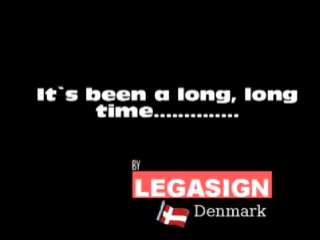 It`s been a long, long
time..............
BY
LEGASIGN
Denmark